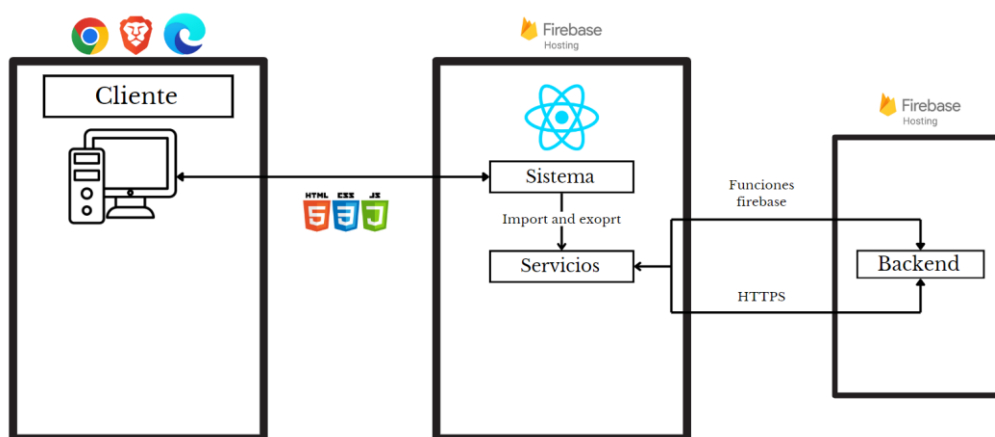 Firebase
Hosting
Cliente
Firebase
Hosting
Sistema
HTML CSS JS
5 3
Import and exoprt
Servicios
Funciones
firebase
Backend
HTTPS